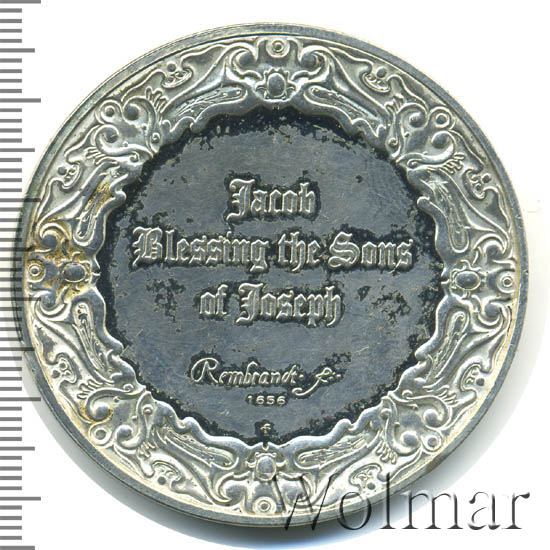 Jacob
Blessing the Sons
of Joseph
Rembrandt f.
1656
Wolmar